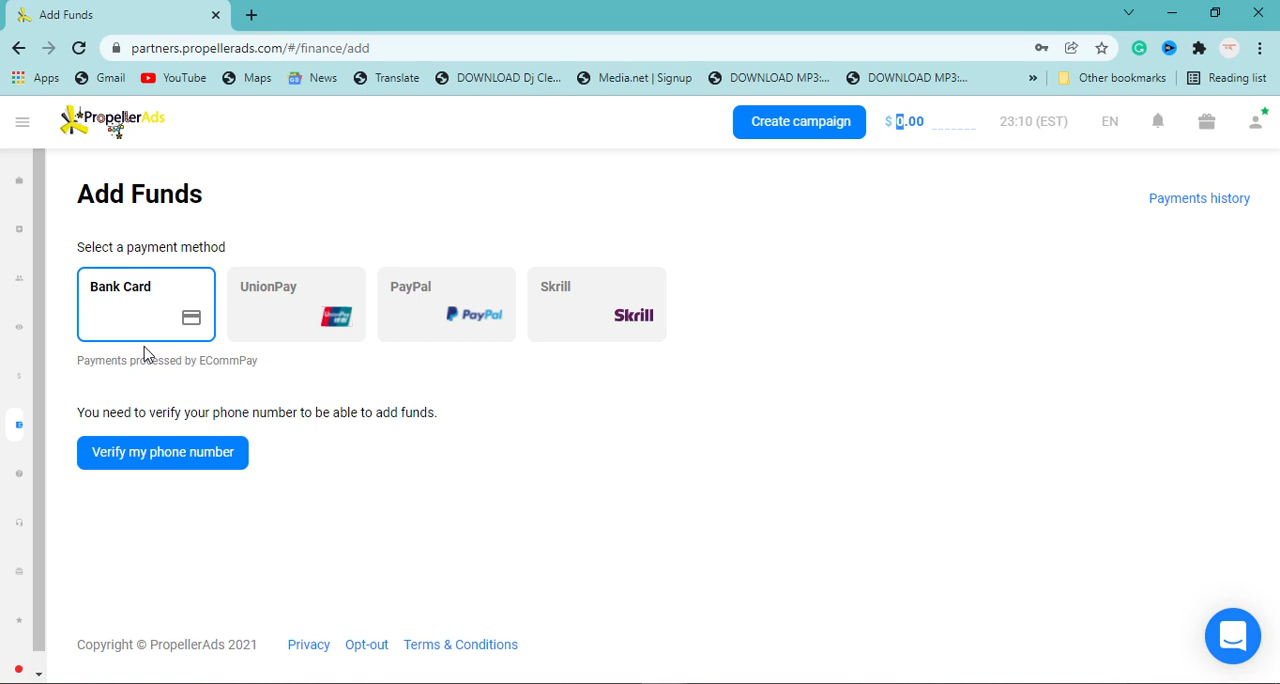 Add Funds
partners.propellerads.com/#/finance/add
Apps Gmail YouTube Maps News Translate DOWNLOAD Dj Cle... Media.net | Signup DOWNLOAD MP3:... DOWNLOAD MP3:... » Other bookmarks Reading list
PropellerAds Create campaign $ 0.00 23:10 (EST) EN
Add Funds
Payments history
Select a payment method
Bank Card UnionPay PayPal Skrill
PayPal Skrill
Payments processed by ECommPay
You need to verify your phone number to be able to add funds.
Verify my phone number
Copyright © PropellerAds 2021 Privacy Opt-out Terms & Conditions